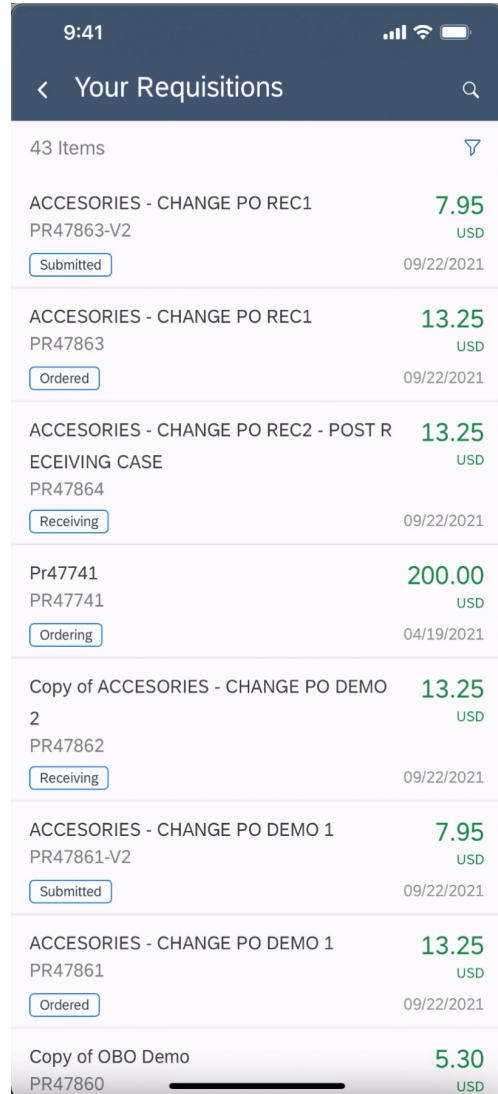 9:41
Your Requisitions
43 Items
ACCESORIES - CHANGE PO REC1
7.95
PR47863-V2
USD
Submitted
09/22/2021
ACCESORIES - CHANGE PO REC1
13.25
PR47863
USD
Ordered
09/22/2021
ACCESORIES - CHANGE PO REC2 - POST R
13.25
ECEIVING CASE
USD
PR47864
Receiving
09/22/2021
Pr47741
200.00
PR47741
USD
Ordering
04/19/2021
Copy of ACCESORIES - CHANGE PO DEMO
13.25
2
USD
PR47862
Receiving
09/22/2021
ACCESORIES - CHANGE PO DEMO 1
7.95
PR47861-V2
USD
Submitted
09/22/2021
ACCESORIES - CHANGE PO DEMO 1
13.25
PR47861
USD
Ordered
09/22/2021
Copy of OBO Demo
5.30
PR47860
USD